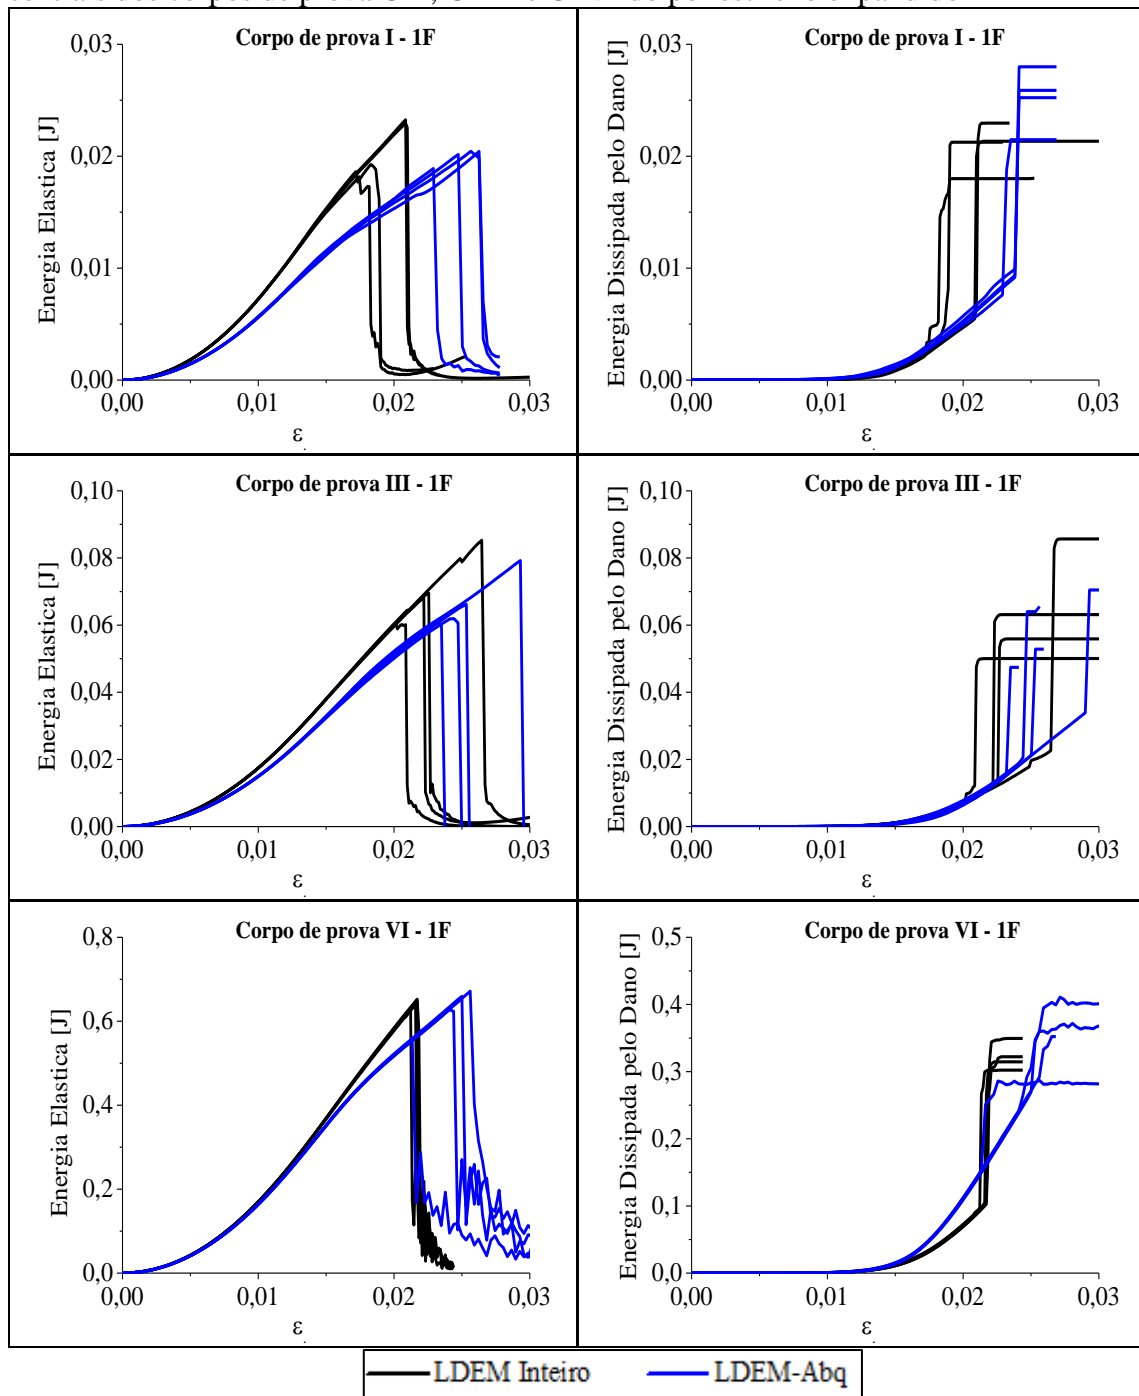 Corpo de prova I - 1F
Energia Elastica [J]
0,03
0,02
0,01
0,00
0,00 0,01 0,02 0,03
ε
Corpo de prova I - 1F
Energia Dissipada pelo Dano [J]
0,03
0,02
0,01
0,00
0,00 0,01 0,02 0,03
ε
Corpo de prova III - 1F
Energia Elastica [J]
0,10
0,08
0,06
0,04
0,02
0,00
0,00 0,01 0,02 0,03
ε
Corpo de prova III - 1F
Energia Dissipada pelo Dano [J]
0,10
0,08
0,06
0,04
0,02
0,00
0,00 0,01 0,02 0,03
ε
Corpo de prova VI - 1F
Energia Elastica [J]
0,8
0,6
0,4
0,2
0,0
0,00 0,01 0,02 0,03
ε
Corpo de prova VI - 1F
Energia Dissipada pelo Dano [J]
0,5
0,4
0,3
0,2
0,1
0,0
0,00 0,01 0,02 0,03
ε
LDEM Inteiro LDEM-Abq